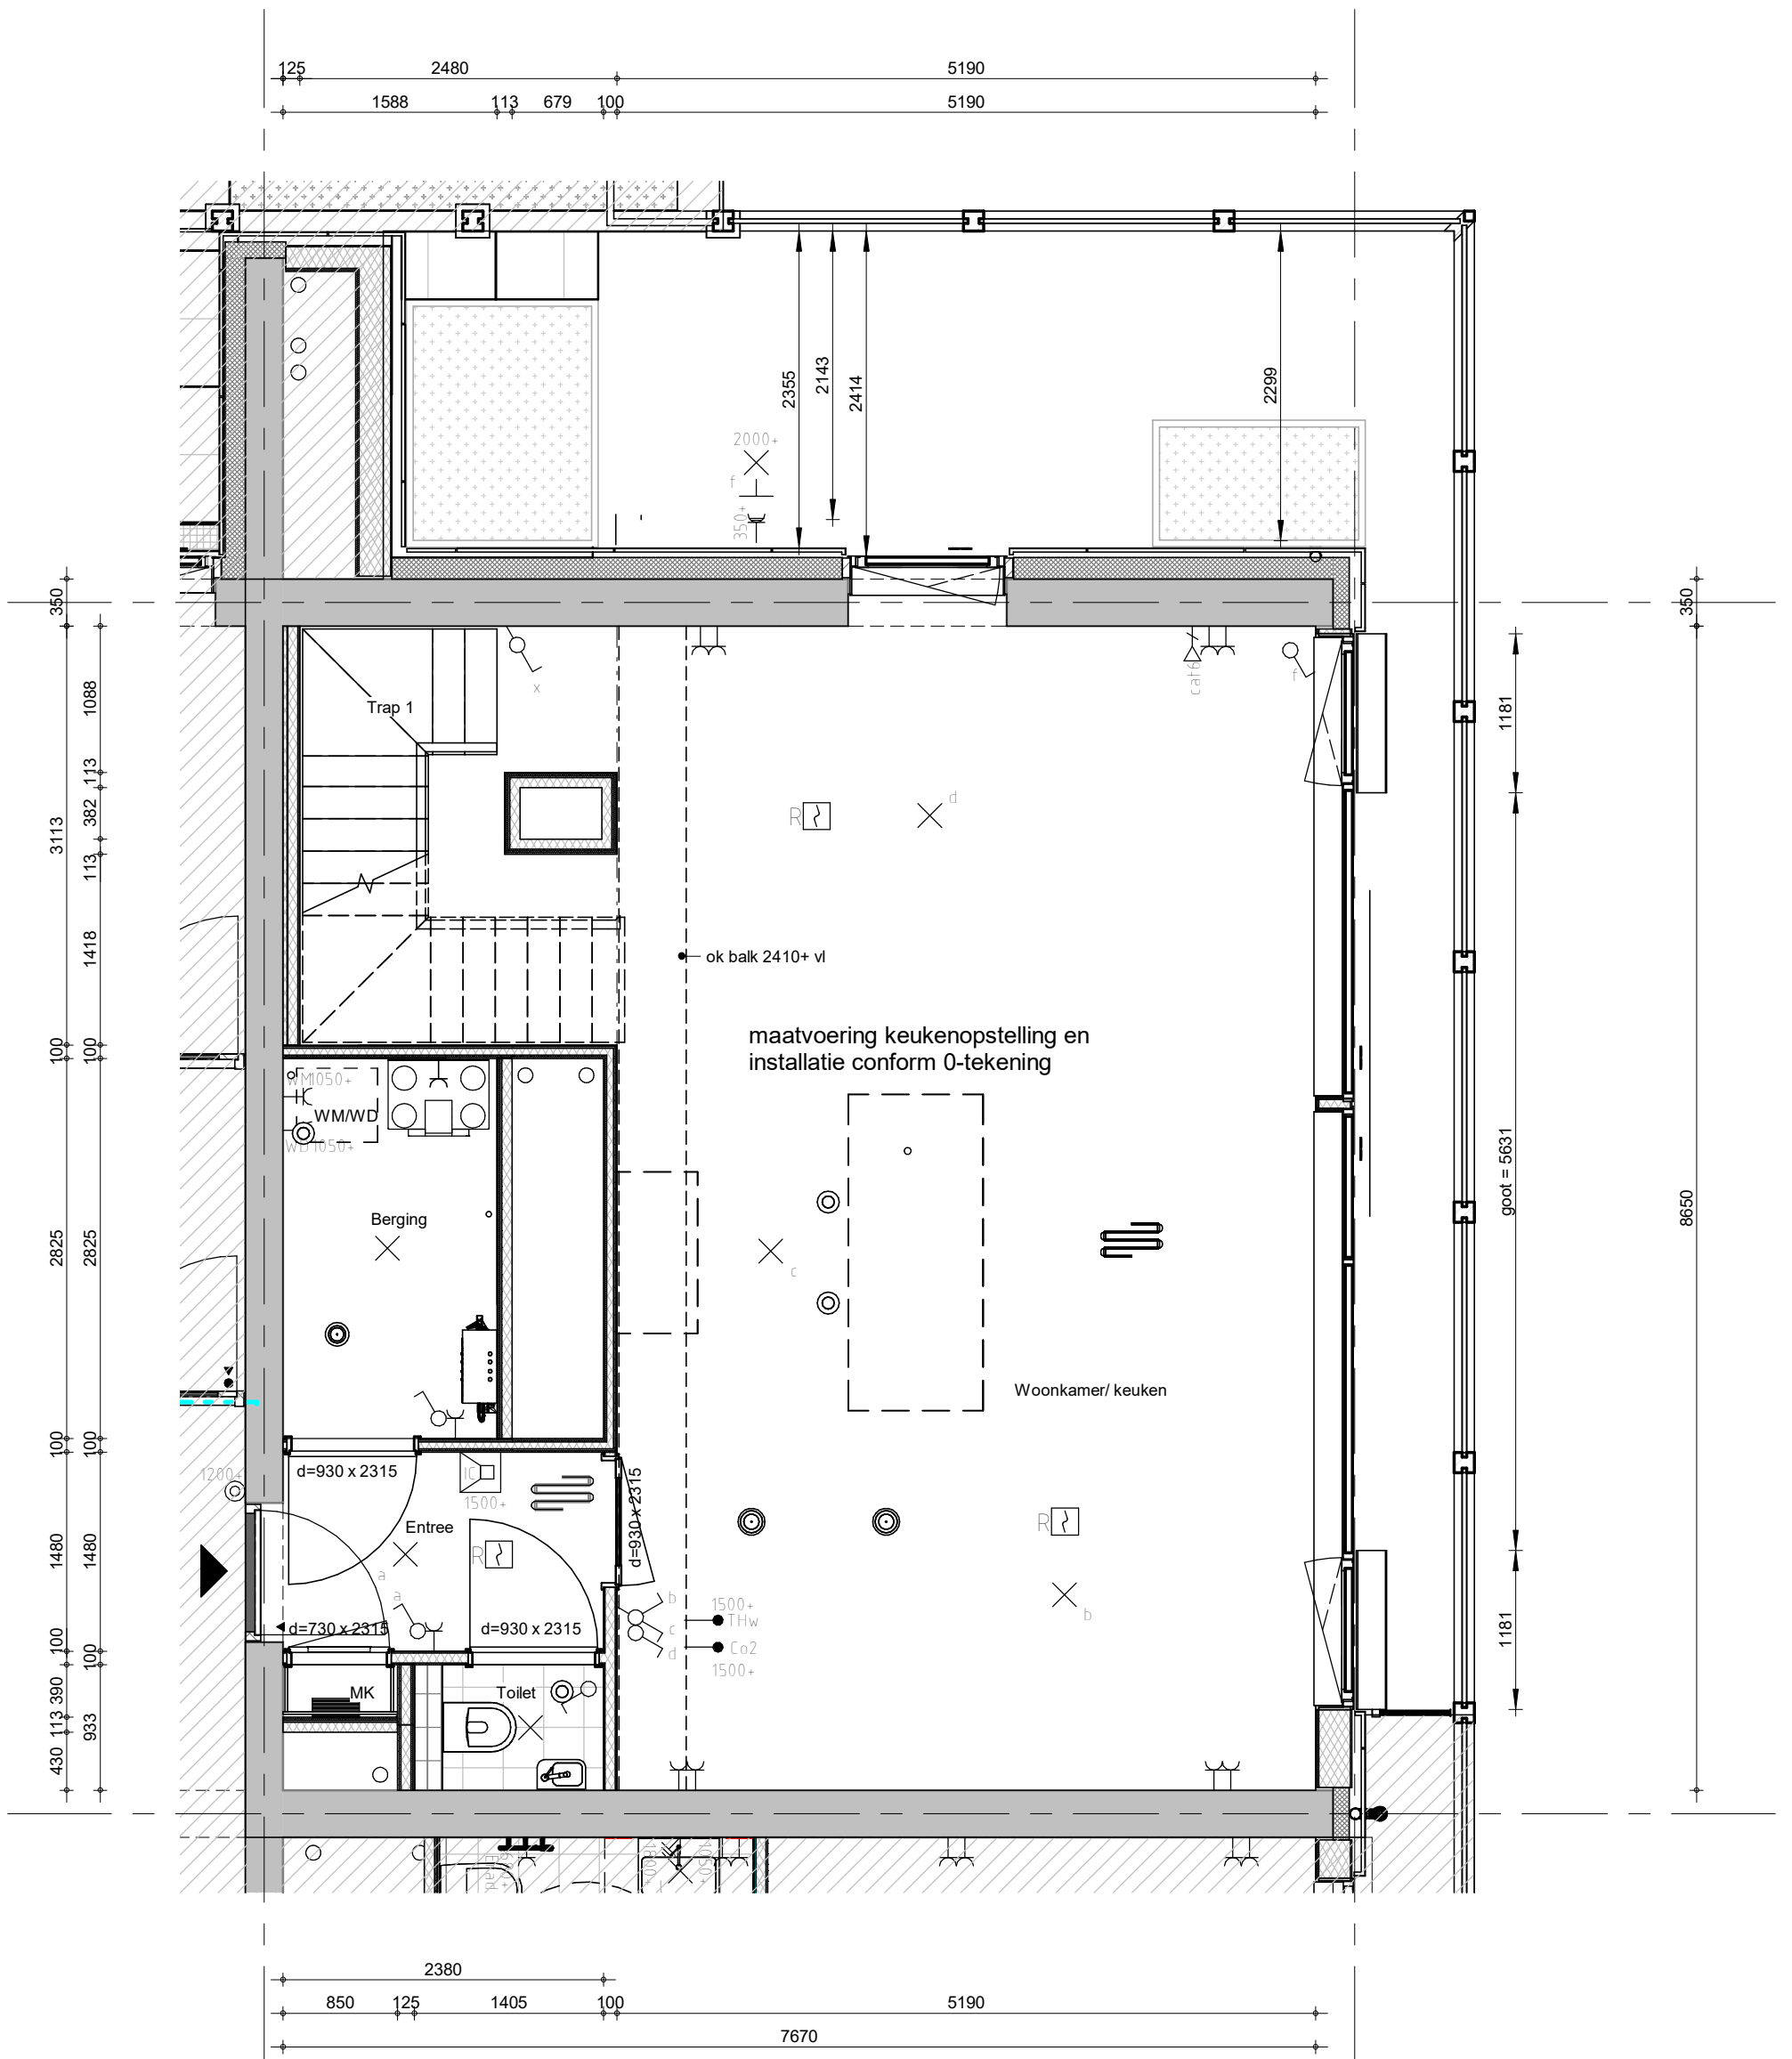 125 2480 5190
1588 113 679 100 5190
2355
2143
2414
2299
2000+
f
350+
350
350
x
cat6
f
Trap 1
1088
113
382
113
1418
3113
1181
R
d
ok balk 2410+ vl
maatvoering keukenopstelling en
installatie conform 0-tekening
100
100
WM1050+
WM/WD
WD1050+
Berging
2825
2825
c
goot = 5631
8650
Woonkamer/ keuken
100
100
1200+
d=930 x 2315
IC
1500+
d=930 x 2315
Entree
R
R
a
a
1480
1480
b
c
d
1500+
THw
Co2
1500+
b
1181
d=730 x 2315
d=930 x 2315
100
100
MK
Toilet
390
113
430
933
2380
850 125 1405 100 5190
7670